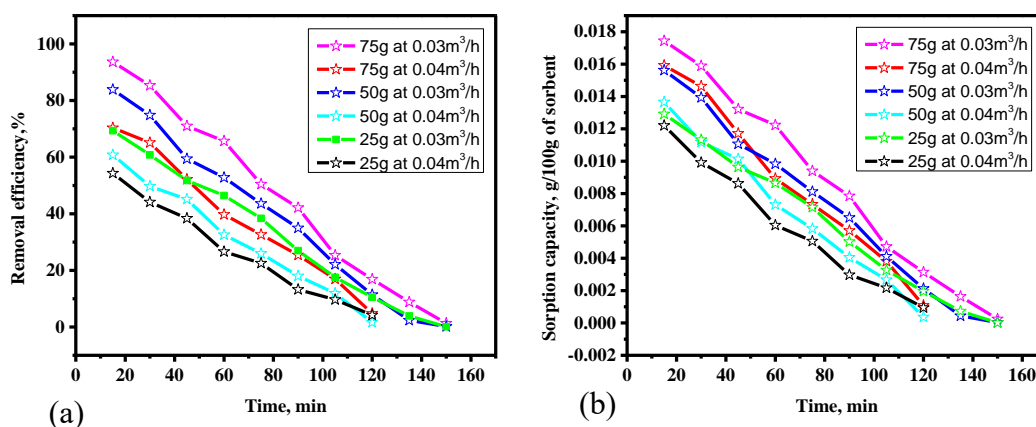 Removal efficiency,%
100
80
60
40
20
0
75g at 0.03m³/h
75g at 0.04m³/h
50g at 0.03m³/h
50g at 0.04m³/h
25g at 0.03m³/h
25g at 0.04m³/h
0 20 40 60 80 100 120 140 160
Time, min
(a)
Sorption capacity, g/100g of sorbent
0.018
0.016
0.014
0.012
0.010
0.008
0.006
0.004
0.002
0.000
-0.002
75g at 0.03m³/h
75g at 0.04m³/h
50g at 0.03m³/h
50g at 0.04m³/h
25g at 0.03m³/h
25g at 0.04m³/h
0 20 40 60 80 100 120 140 160
Time, min
(b)